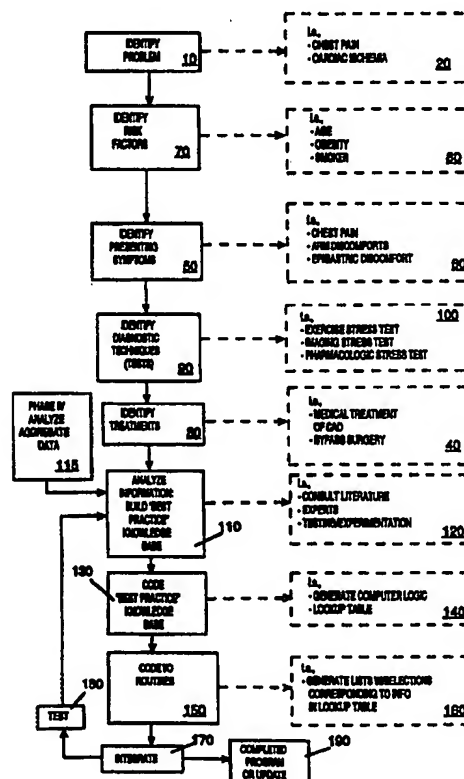 IDENTIFY
PROBLEM
10
i.e.,
• CHEST PAIN
• CARDIAC ISCHEMIA
20
IDENTIFY
RISK
FACTORS
70
i.e.,
• AGE
• OBESITY
• SMOKER
IDENTIFY
PRESENTING
SYMPTOMS
i.e.,
• CHEST PAIN
• ARM DISCOMFORTS
• EPIGASTRIC DISCOMFORT
IDENTIFY
DIAGNOSTIC
TECHNIQUES
(TESTS)
90
i.e.,
100
• EXERCISE STRESS TEST
• IMAGING STRESS TEST
• PHARMACOLOGIC STRESS TEST
PHASE IV
ANALYZE
AGGREGATE
DATA
115
IDENTIFY
TREATMENTS
i.e.,
• MEDICAL TREATMENT
OF CAD
• BYPASS SURGERY
40
ANALYZE
INFORMATION:
BUILD 'BEST
PRACTICE'
KNOWLEDGE
BASE
110
i.e.,
• CONSULT LITERATURE
• EXPERTS
• TESTING/EXPERIMENTATION
120
130
CODE
'BEST PRACTICE'
KNOWLEDGE
BASE
i.e.,
• GENERATE COMPUTER LOGIC
• LOOKUP TABLE
140
CODE I/O
ROUTINES
150
i.e.,
• GENERATE LISTS W/SELECTIONS
CORRESPONDING TO INFO
IN LOOKUP TABLE
160
180
TEST
INTEGRATE
170
190
COMPLETED
PROGRAM
OR UPDATE